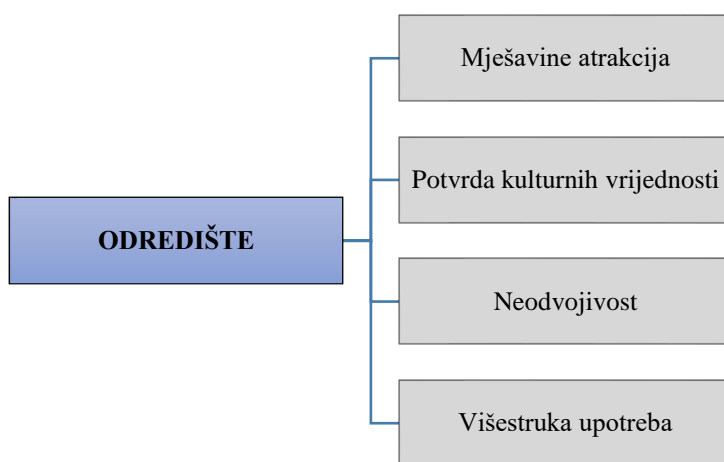 Mješavine atrakcija
Potvrda kulturnih vrijednosti
ODREDIŠTE
Neodvojivost
Višestruka upotreba